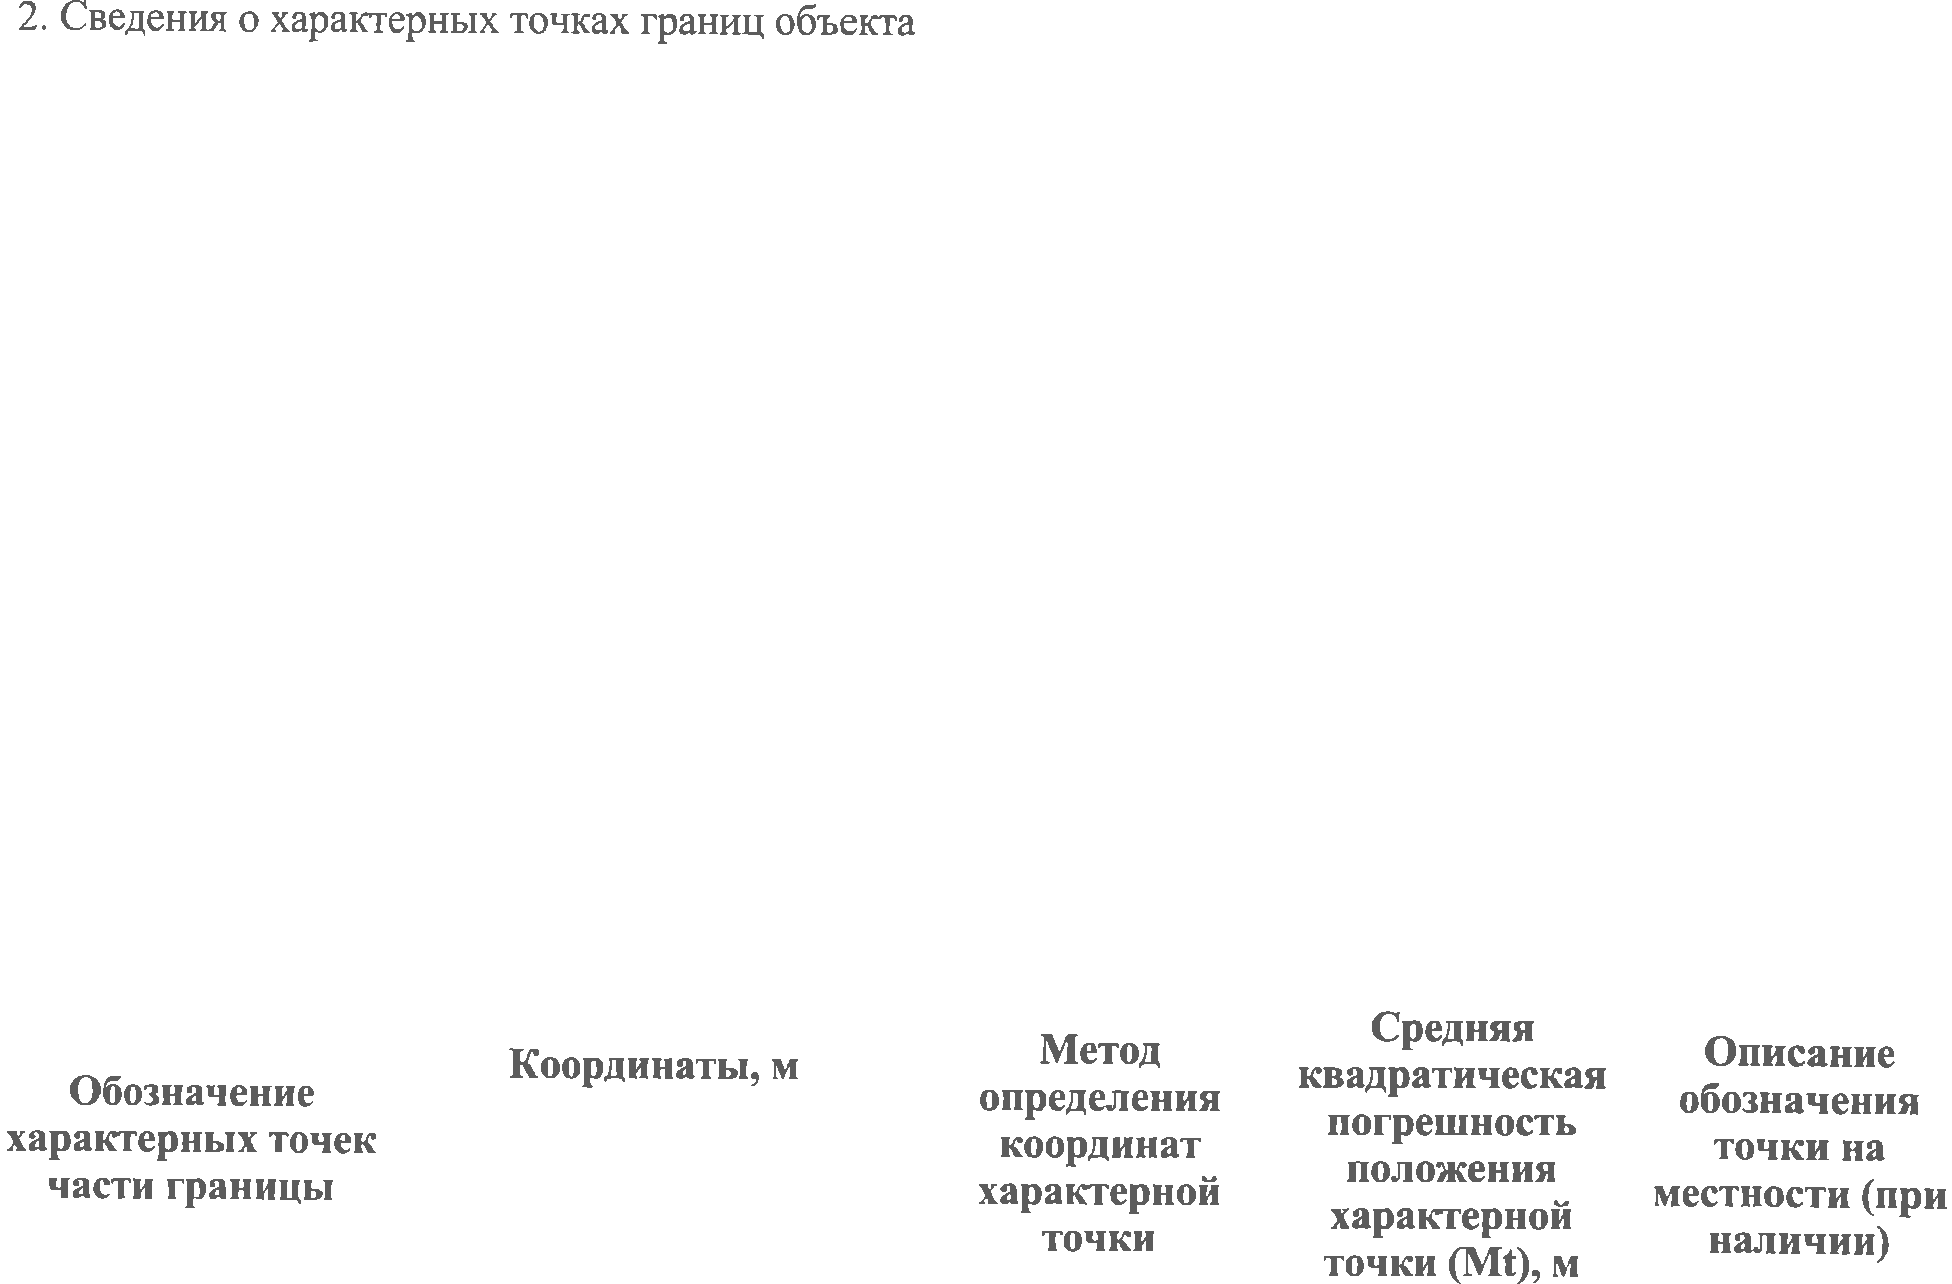 2. Сведения о характерных точках границ объекта
Обозначение
характерных точек
части границы
Координаты, м
Метод
определения
координат
характерной
точки
Средняя
квадратическая
погрешность
положения
характерной
точки (Mt), м
Описание
обозначения
точки на
местности (при
наличии)